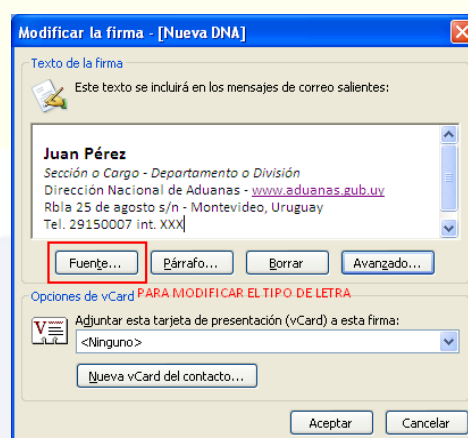 Modificar la firma - [Nueva DNA]
Texto de la firma
Este texto se incluirá en los mensajes de correo salientes:
Juan Pérez
Sección o Cargo - Departamento o División
Dirección Nacional de Aduanas - www.aduanas.gub.uy
Rbla 25 de agosto s/n - Montevideo, Uruguay
Tel. 29150007 int. XXX
Fuente... Párrafo... Borrar Avanzado...
Opciones de vCard PARA MODIFICAR EL TIPO DE LETRA
Adjuntar esta tarjeta de presentación (vCard) a esta firma:
<Ninguno>
Nueva vCard del contacto...
Aceptar Cancelar